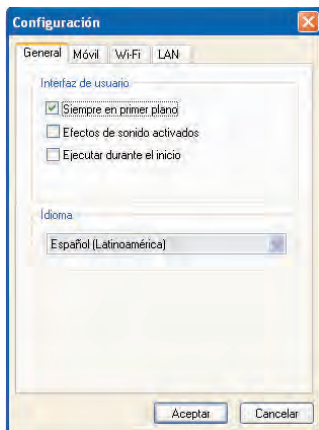 Configuración
General Móvil Wi-Fi LAN
Interfaz de usuario
Siempre en primer plano
Efectos de sonido activados
Ejecutar durante el inicio
Idioma
Español (Latinoamérica)
Aceptar Cancelar